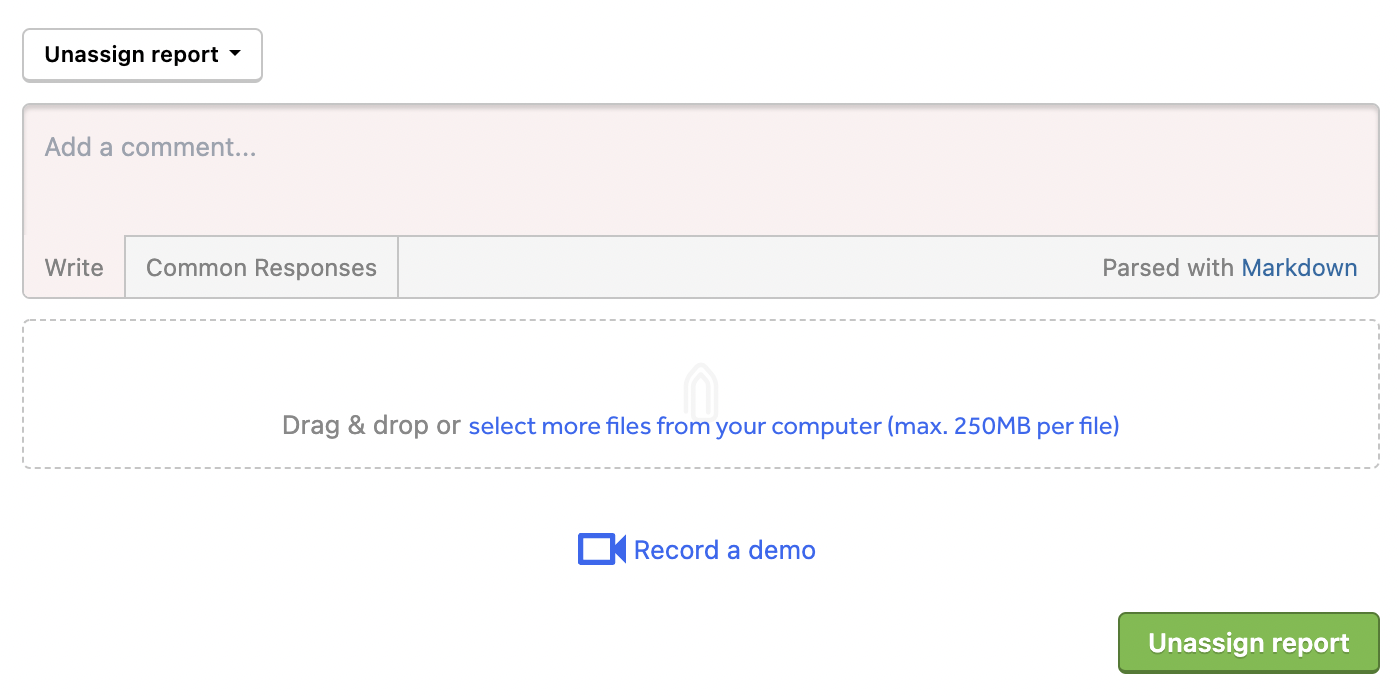 Unassign report
Add a comment...
Write
Common Responses
Parsed with Markdown
Drag & drop or select more files from your computer (max. 250MB per file)
Record a demo
Unassign report